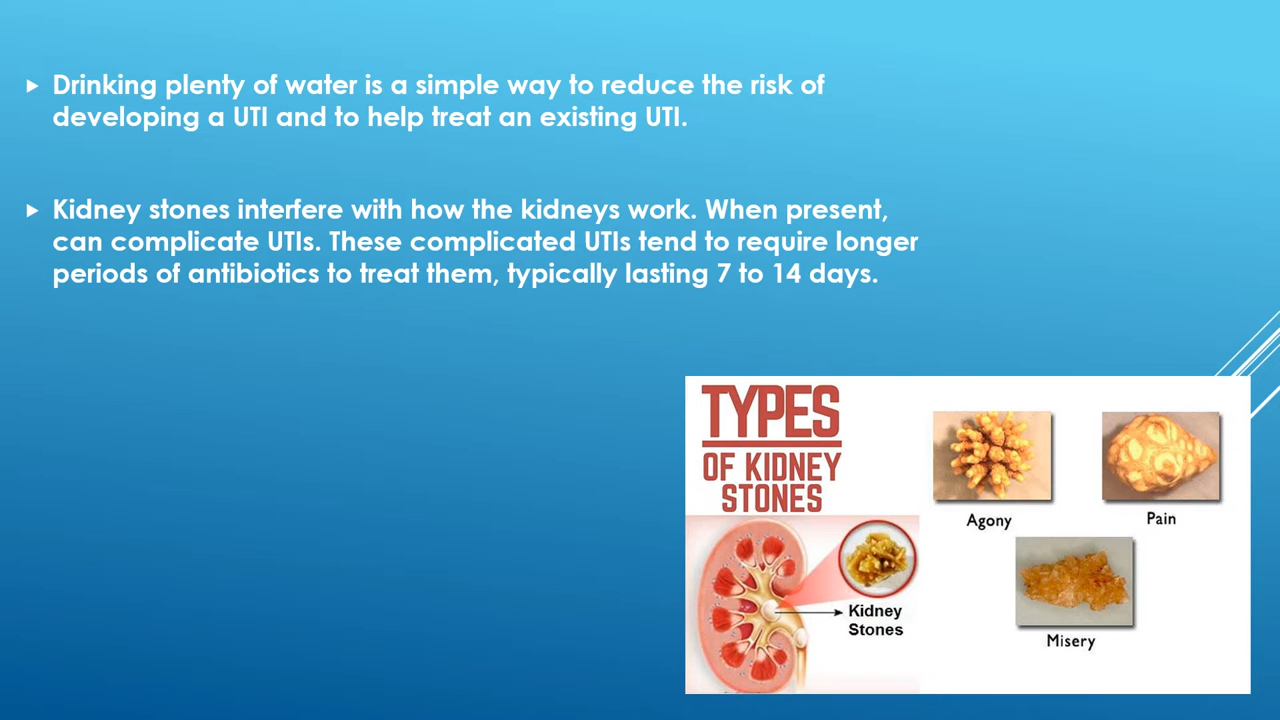 Drinking plenty of water is a simple way to reduce the risk of
developing a UTI and to help treat an existing UTI.
Kidney stones interfere with how the kidneys work. When present,
can complicate UTIs. These complicated UTIs tend to require longer
periods of antibiotics to treat them, typically lasting 7 to 14 days.
TYPES
OF KIDNEY
STONES
Kidney
Stones
Agony
Pain
Misery